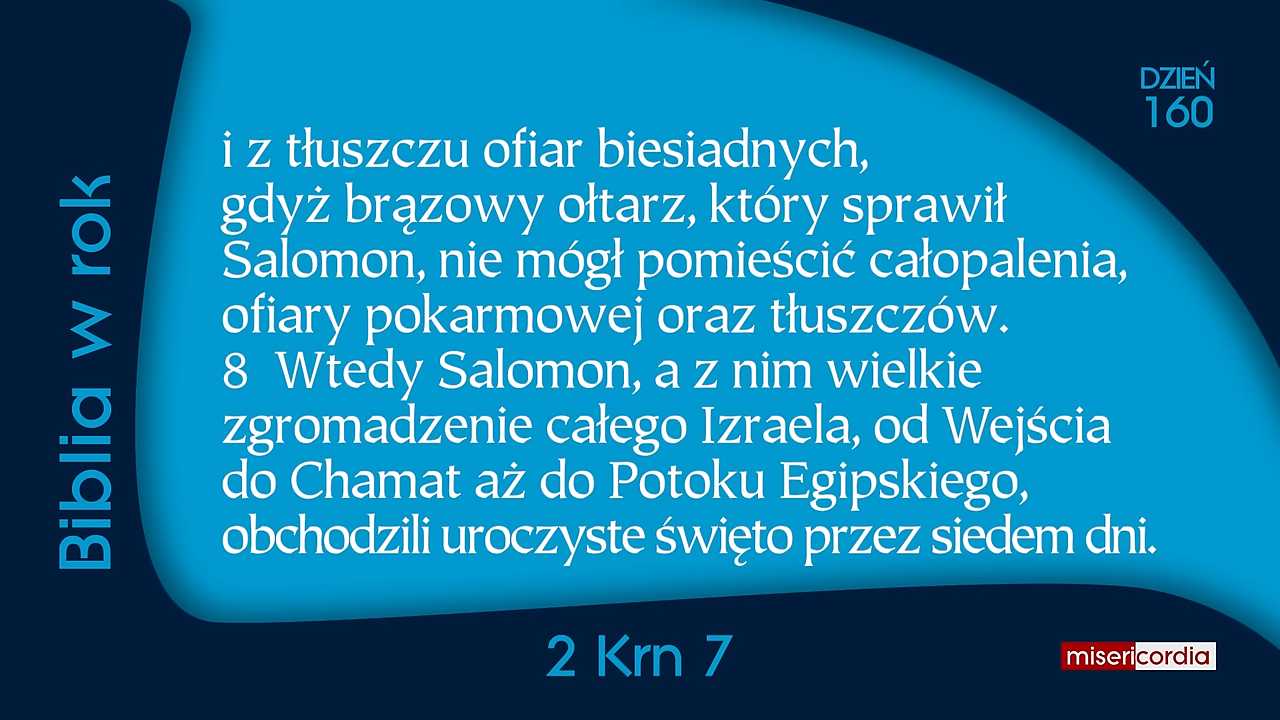 DZIEŃ
160
i z tłuszczu ofiar biesiadnych,
gdyż brązowy ołtarz, który sprawił
Salomon, nie mógł pomieścić całopalenia,
ofiary pokarmowej oraz tłuszczów.
8 Wtedy Salomon, a z nim wielkie
zgromadzenie całego Izraela, od Wejścia
do Chamat aż do Potoku Egipskiego,
obchodzili uroczyste święto przez siedem dni.
Biblia w rok
2 Krn 7
misericordia